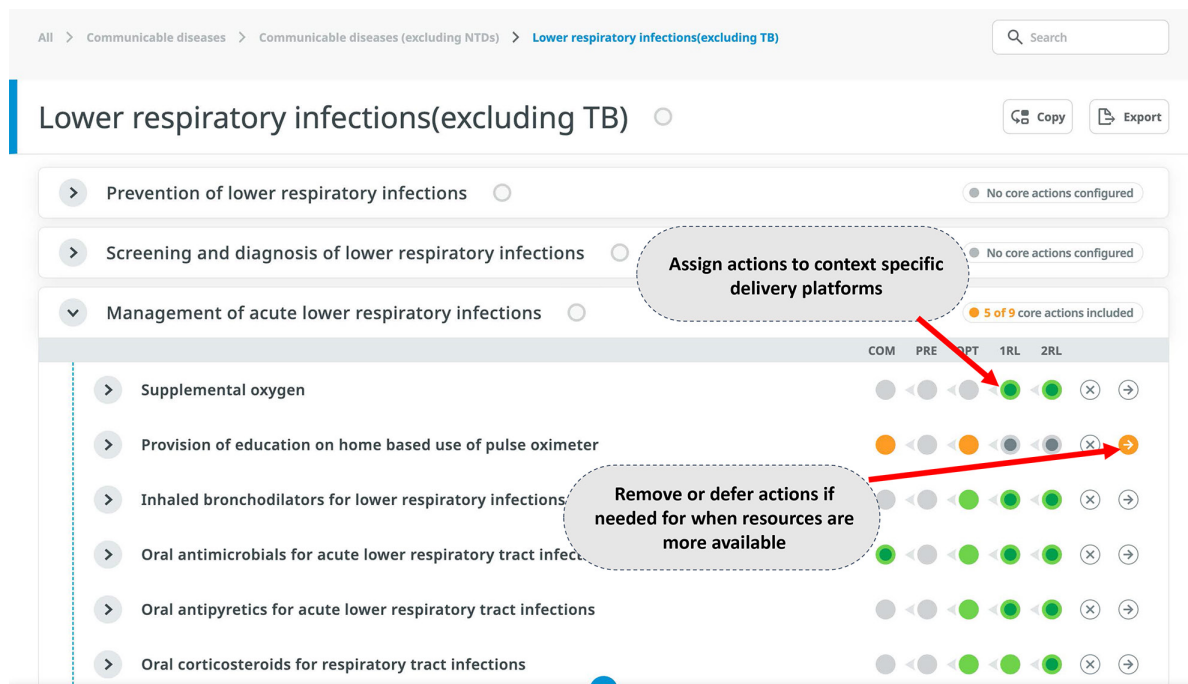 All > Communicable diseases > Communicable diseases (excluding NTDs) > Lower respiratory infections(excluding TB)
Search
Lower respiratory infections(excluding TB)
Copy
Export
Prevention of lower respiratory infections
No core actions configured
Screening and diagnosis of lower respiratory infections
No core actions configured
Assign actions to context specific
delivery platforms
Management of acute lower respiratory infections
5 of 9 core actions included
COM PRE OPT 1RL 2RL
Supplemental oxygen
Provision of education on home based use of pulse oximeter
Inhaled bronchodilators for lower respiratory infections
Remove or defer actions if
needed for when resources are
more available
Oral antimicrobials for acute lower respiratory tract
Oral antipyretics for acute lower respiratory tract infections
Oral corticosteroids for respiratory tract infections